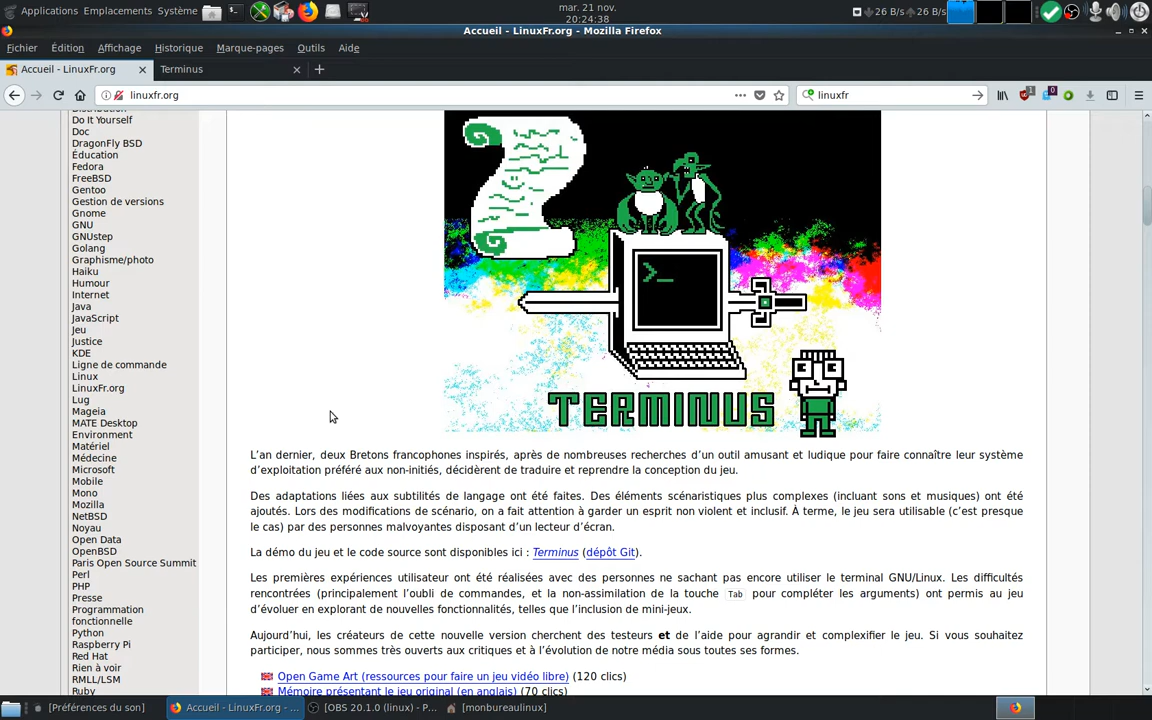 Applications Emplacements Système
mar. 21 nov.
20:24:38
26 B/s 26 B/s
Accueil - LinuxFr.org - Mozilla Firefox
Fichier Édition Affichage Historique Marque-pages Outils Aide
Accueil - LinuxFr.org
Terminus
linuxfr.org
linuxfr
1
0
Do It Yourself
Doc
DragonFly BSD
Éducation
Fedora
FreeBSD
Gentoo
Gestion de versions
Gnome
GNU
GNUstep
Golang
Graphisme/photo
Haiku
Humour
Internet
Java
JavaScript
Jeu
Justice
KDE
Ligne de commande
Linux
LinuxFr.org
Lug
Mageia
MATE Desktop
Environment
Matériel
Médecine
Microsoft
Mobile
Mono
Mozilla
NetBSD
Noyau
Open Data
OpenBSD
Paris Open Source Summit
Perl
PHP
Presse
Programmation
fonctionnelle
Python
Raspberry Pi
Red Hat
Rien à voir
RMLL/LSM
Ruby
>_
TERMINUS
L’an dernier, deux Bretons francophones inspirés, après de nombreuses recherches d’un outil amusant et ludique pour faire connaître leur système
d’exploitation préféré aux non-initiés, décidèrent de traduire et reprendre la conception du jeu.
Des adaptations liées aux subtilités de langage ont été faites. Des éléments scénaristiques plus complexes (incluant sons et musiques) ont été
ajoutés. Lors des modifications de scénario, on a fait attention à garder un esprit non violent et inclusif. À terme, le jeu sera utilisable (c’est presque
le cas) par des personnes malvoyantes disposant d’un lecteur d’écran.
La démo du jeu et le code source sont disponibles ici : Terminus (dépôt Git).
Les premières expériences utilisateur ont été réalisées avec des personnes ne sachant pas encore utiliser le terminal GNU/Linux. Les difficultés
rencontrées (principalement l’oubli de commandes, et la non-assimilation de la touche Tab pour compléter les arguments) ont permis au jeu
d’évoluer en explorant de nouvelles fonctionnalités, telles que l’inclusion de mini-jeux.
Aujourd’hui, les créateurs de cette nouvelle version cherchent des testeurs et de l’aide pour agrandir et complexifier le jeu. Si vous souhaitez
participer, nous sommes très ouverts aux critiques et à l’évolution de notre média sous toutes ses formes.
Open Game Art (ressources pour faire un jeu vidéo libre) (120 clics)
Mémoire présentant le jeu original (en anglais) (70 clics)
[Préférences du son]
Accueil - LinuxFr.org - ...
[OBS 20.1.0 (linux) - P...
[monbureaulinux]